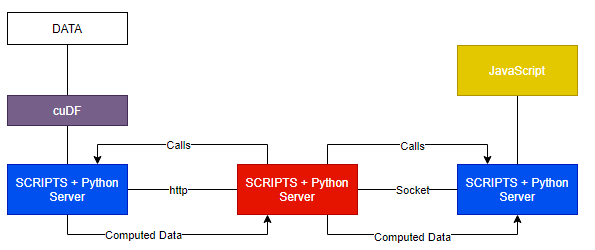 DATA
JavaScript
cuDF
Calls
Calls
SCRIPTS + Python
Server
http
SCRIPTS + Python
Server
Socket
SCRIPTS + Python
Server
Computed Data
Computed Data